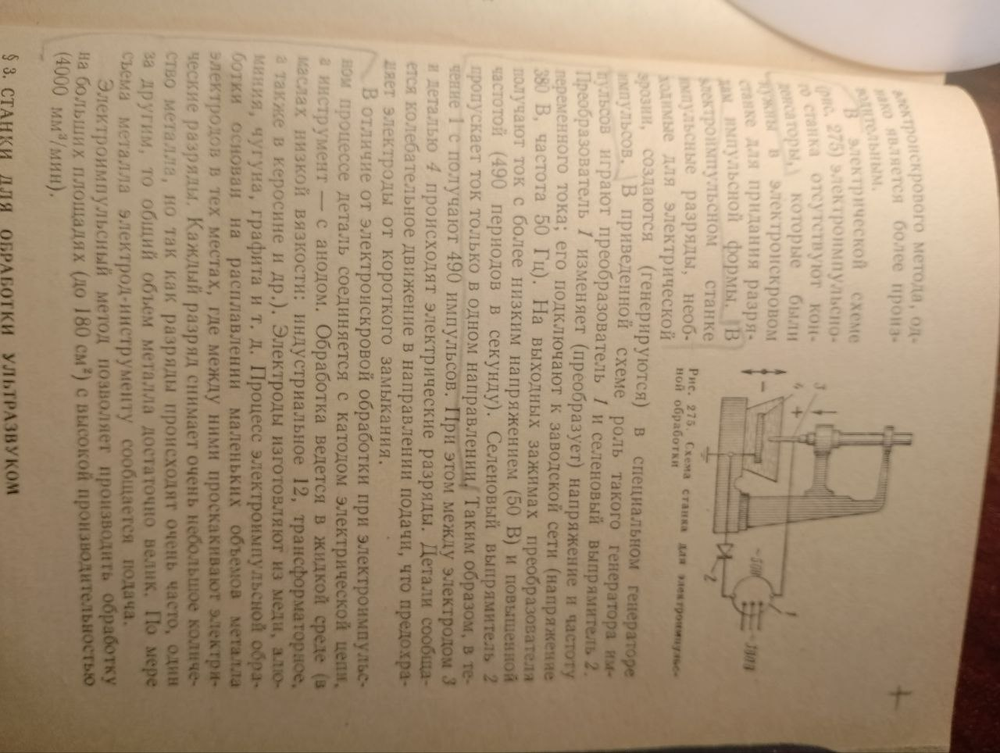 электроискрового метода, од-
нако является более произ-
водительным.
В электрической схеме
(рис. 275) электроимпульсно-
го станка отсутствуют кон-
денсаторы, которые были
нужны в электроискровом
станке для придания разря-
дам импульсной формы. В
электроимпульсном станке
импульсные разряды, необ-
ходимые для электрической
эрозии, создаются (генерируются) в специальном генераторе
импульсов. В приведенной схеме роль такого генератора им-
пульсов играют преобразователь 1 и селеновый выпрямитель 2.
Преобразователь 1 изменяет (преобразует) напряжение и частоту
переменного тока; его подключают к заводской сети (напряжение
380 В, частота 50 Гц). На выходных зажимах преобразователя
получают ток с более низким напряжением (50 В) и повышенной
частотой (490 периодов в секунду). Селеновый выпрямитель 2
пропускает ток только в одном направлении. Таким образом, в те-
чение 1 с получают 490 импульсов. При этом между электродом 3
и деталью 4 происходят электрические разряды. Детали сообща-
ется колебательное движение в направлении подачи, что предохра-
няет электроды от короткого замыкания.
В отличие от электроискровой обработки при электроимпульс-
ном процессе деталь соединяется с катодом электрической цепи,
а инструмент — с анодом. Обработка ведется в жидкой среде (в
маслах низкой вязкости: индустриальное 12, трансформаторное,
а также в керосине и др.). Электроды изготовляют из меди, алю-
миния, чугуна, графита и т. д. Процесс электроимпульсной обра-
ботки основан на расплавлении маленьких объемов металла
электродов в тех местах, где между ними проскакивают электри-
ческие разряды. Каждый разряд снимает очень небольшое количе-
ство металла, но так как разряды происходят очень часто, один
за другим, то общий объем металла достаточно велик. По мере
съема металла электрод-инструменту сообщается подача.
Электроимпульсный метод позволяет производить обработку
на больших площадях (до 180 см²) с высокой производительностью
(4000 мм³/мин).
3
4
+
−
1
2
Рис. 275. Схема станка для электроимпульс-
ной обработки
§ 3. СТАНКИ ДЛЯ ОБРАБОТКИ УЛЬТРАЗВУКОМ